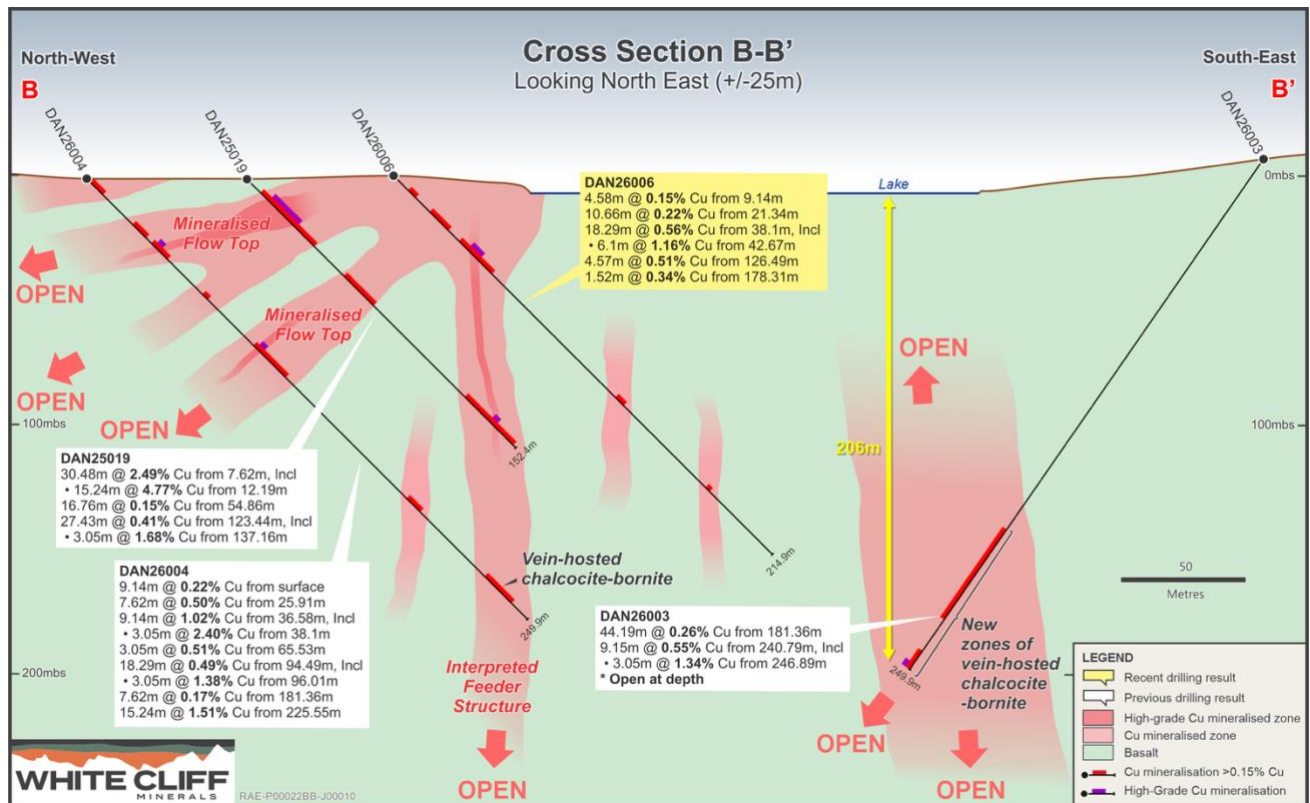 Cross Section B-B'
Looking North East (+/-25m)
North-West
B
South-East
B'
DAN26004
DAN25019
DAN26006
DAN26003
0mbs
100mbs
100mbs
200mbs
Lake
Mineralised
Flow Top
Mineralised
Flow Top
OPEN
OPEN
OPEN
DAN26006
4.58m @ 0.15% Cu from 9.14m
10.66m @ 0.22% Cu from 21.34m
18.29m @ 0.56% Cu from 38.1m, Incl
• 6.1m @ 1.16% Cu from 42.67m
4.57m @ 0.51% Cu from 126.49m
1.52m @ 0.34% Cu from 178.31m
206m
OPEN
DAN25019
30.48m @ 2.49% Cu from 7.62m, Incl
• 15.24m @ 4.77% Cu from 12.19m
16.76m @ 0.15% Cu from 54.86m
27.43m @ 0.41% Cu from 123.44m, Incl
• 3.05m @ 1.68% Cu from 137.16m
152.4m
DAN26004
9.14m @ 0.22% Cu from surface
7.62m @ 0.50% Cu from 25.91m
9.14m @ 1.02% Cu from 36.58m, Incl
• 3.05m @ 2.40% Cu from 38.1m
3.05m @ 0.51% Cu from 65.53m
18.29m @ 0.49% Cu from 94.49m, Incl
• 3.05m @ 1.38% Cu from 96.01m
7.62m @ 0.17% Cu from 181.36m
15.24m @ 1.51% Cu from 225.55m
Vein-hosted
chalcocite-bornite
249.9m
214.9m
DAN26003
44.19m @ 0.26% Cu from 181.36m
9.15m @ 0.55% Cu from 240.79m, Incl
• 3.05m @ 1.34% Cu from 246.89m
* Open at depth
249.9m
New
zones of
vein-hosted
chalcocite
-bornite
Interpreted
Feeder
Structure
OPEN
OPEN
OPEN
50
Metres
LEGEND
Recent drilling result
Previous drilling result
High-grade Cu mineralised zone
Cu mineralised zone
Basalt
Cu mineralisation >0.15% Cu
High-Grade Cu mineralisation
WHITE CLIFF
MINERALS
RAE-P00022BB-J00010